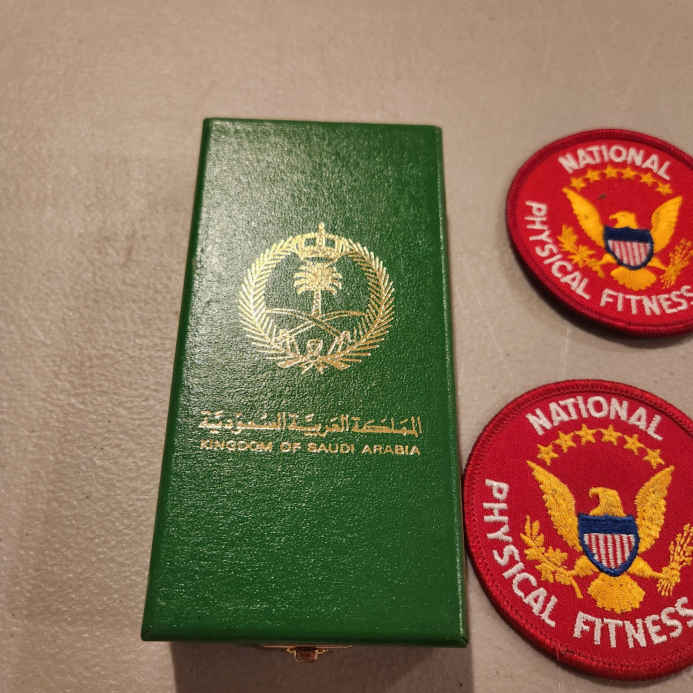 المملكة العربية السعودية
KINGDOM OF SAUDI ARABIA
NATIONAL
PHYSICAL FITNESS
NATIONAL
PHYSICAL FITNESS